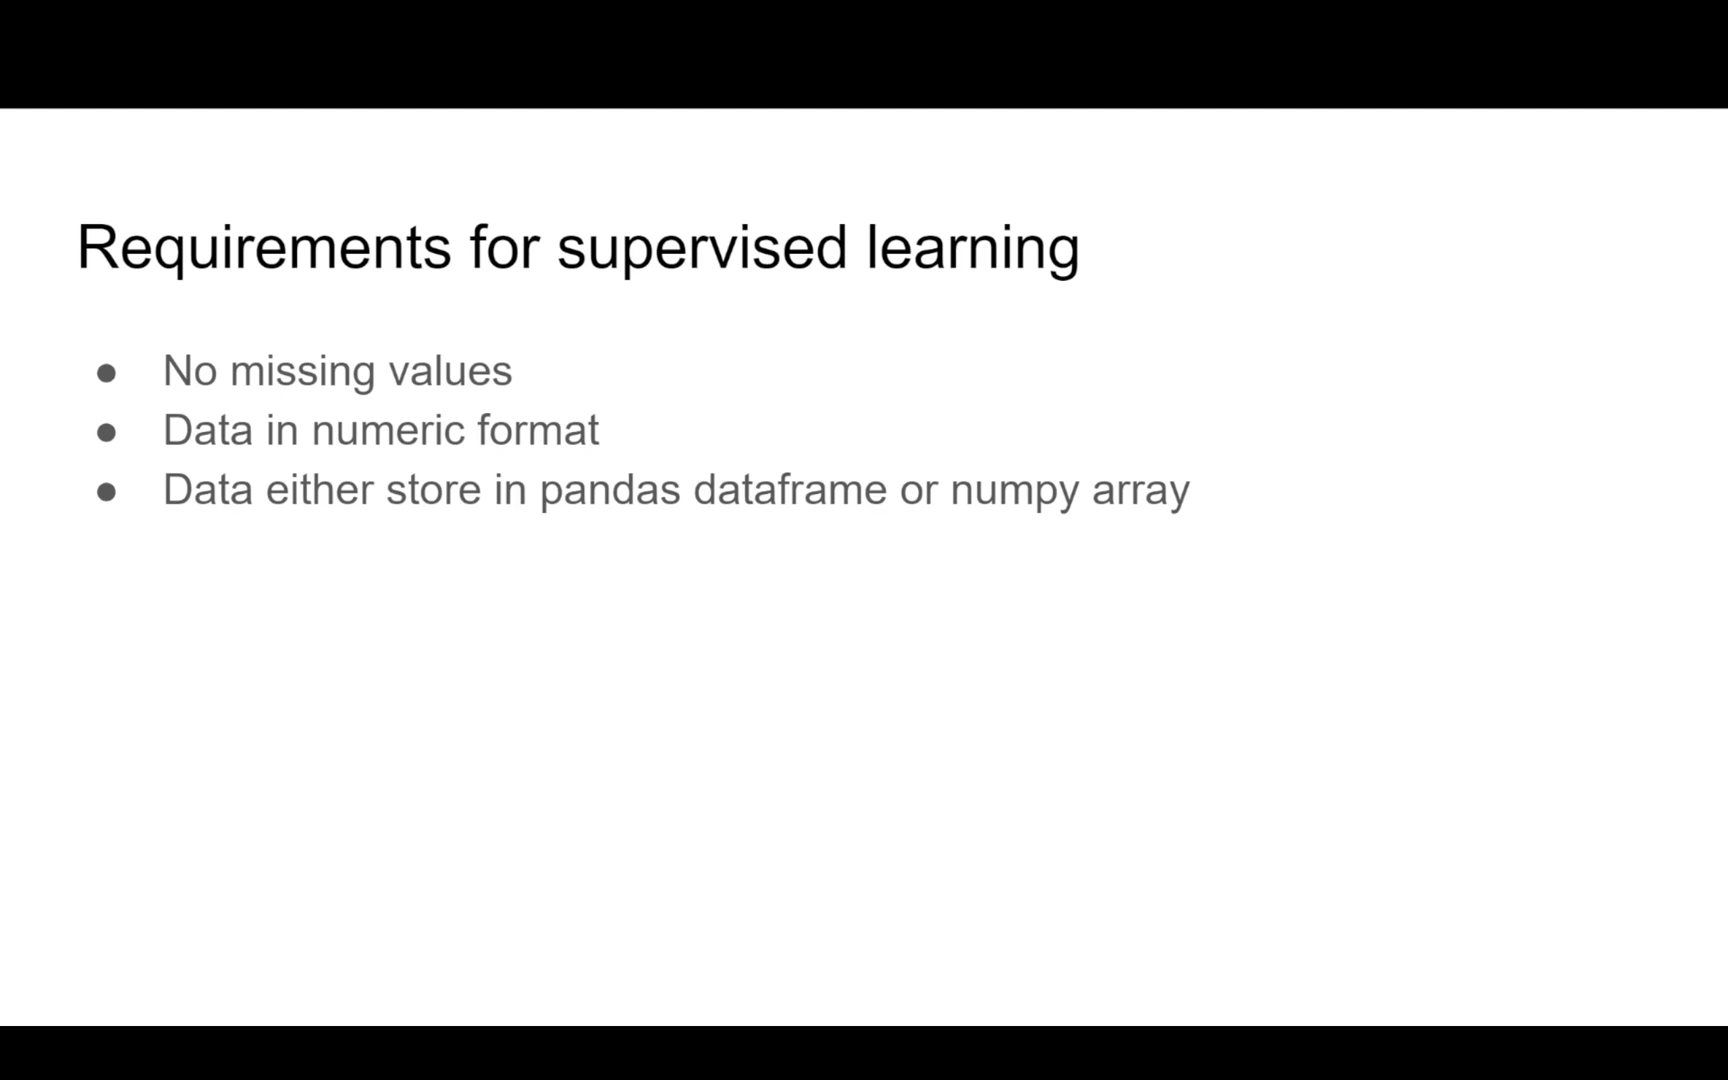 Requirements for supervised learning
● No missing values
● Data in numeric format
● Data either store in pandas dataframe or numpy array